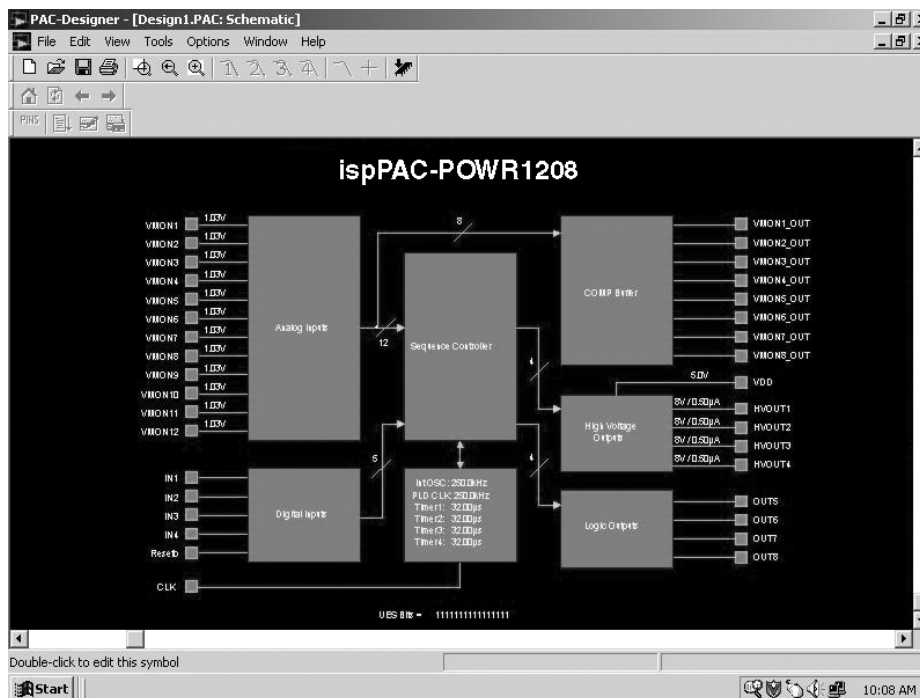 PAC-Designer - [Design1.PAC: Schematic]
File Edit View Tools Options Window Help
PINS
ispPAC-POWR1208
VMON1 1.03V
VMON2 1.03V
VMON3 1.03V
VMON4 1.03V
VMON5 1.03V
VMON6 1.03V
VMON7 1.03V
VMON8 1.03V
VMON9 1.03V
VMON10 1.03V
VMON11 1.03V
VMON12 1.03V
Analog Inputs
8
12
Sequence Controller
COMP Buffer
VMON1_OUT
VMON2_OUT
VMON3_OUT
VMON4_OUT
VMON5_OUT
VMON6_OUT
VMON7_OUT
VMON8_OUT
5.0V VDD
4
High Voltage
Outputs
8V/0.50µA HVOUT1
8V/0.50µA HVOUT2
8V/0.50µA HVOUT3
8V/0.50µA HVOUT4
IN1
IN2
IN3
IN4
Resetb
Digital Inputs
5
IntOSC: 250.0kHz
PLD CLK: 250.0kHz
Timer1: 32.00µs
Timer2: 32.00µs
Timer3: 32.00µs
Timer4: 32.00µs
4
Logic Outputs
OUT5
OUT6
OUT7
OUT8
CLK
UES Bits = 1111111111111111
Double-click to edit this symbol
Start
10:08 AM